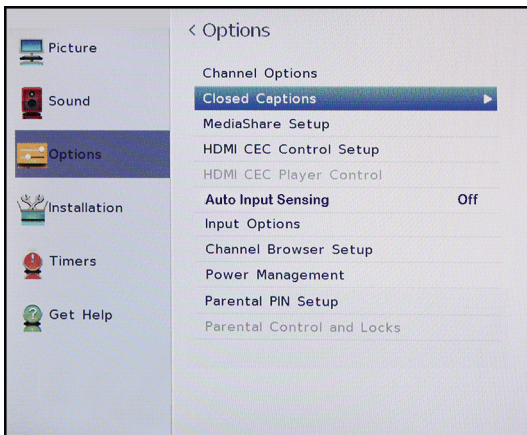 Picture
Sound
Options
Installation
Timers
Get Help
< Options
Channel Options
Closed Captions
MediaShare Setup
HDMI CEC Control Setup
HDMI CEC Player Control
Auto Input Sensing Off
Input Options
Channel Browser Setup
Power Management
Parental PIN Setup
Parental Control and Locks